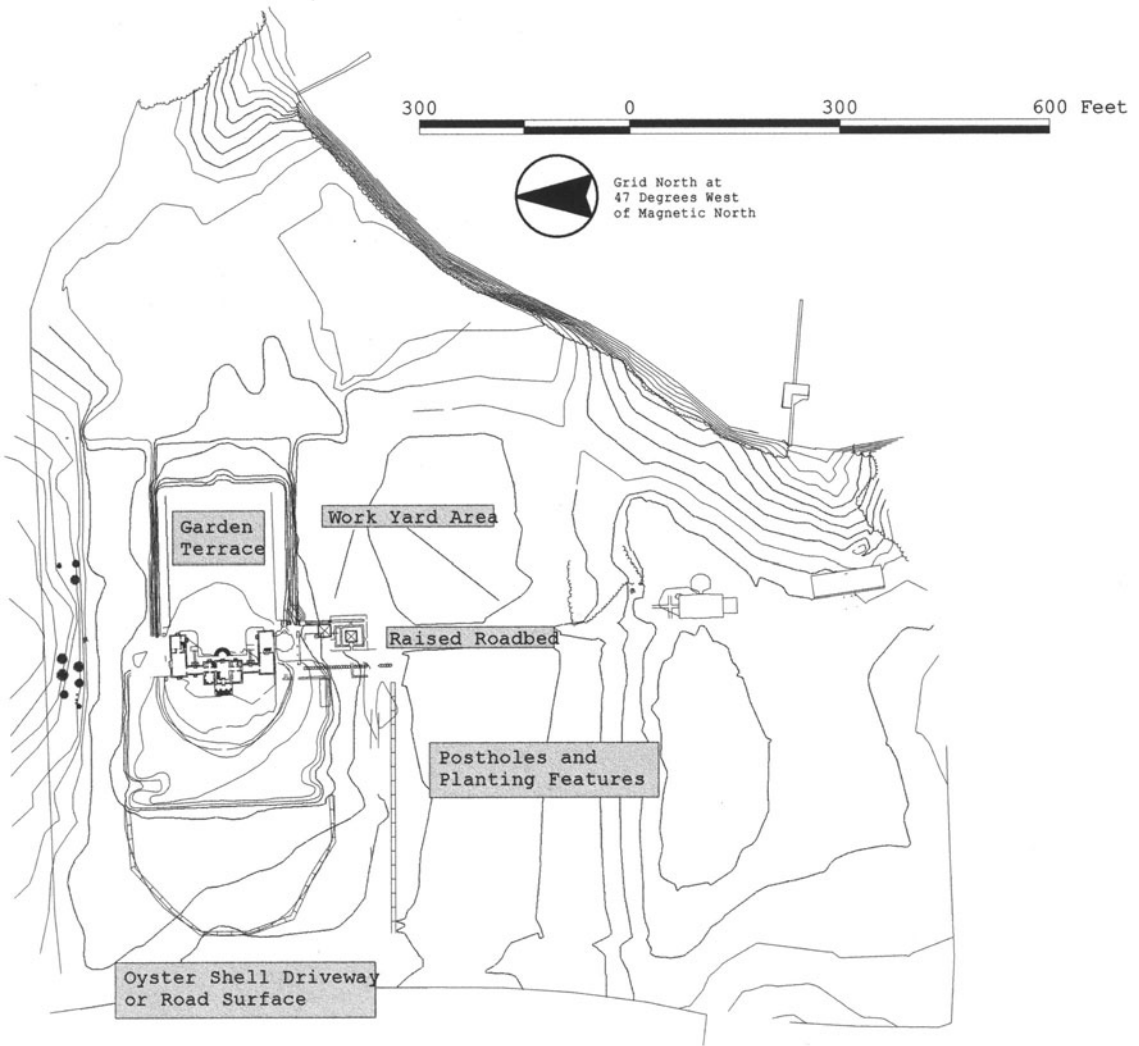 300 0 300 600 Feet
Grid North at
47 Degrees West
of Magnetic North
Garden
Terrace
Work Yard Area
Raised Roadbed
Postholes and
Planting Features
Oyster Shell Driveway
or Road Surface